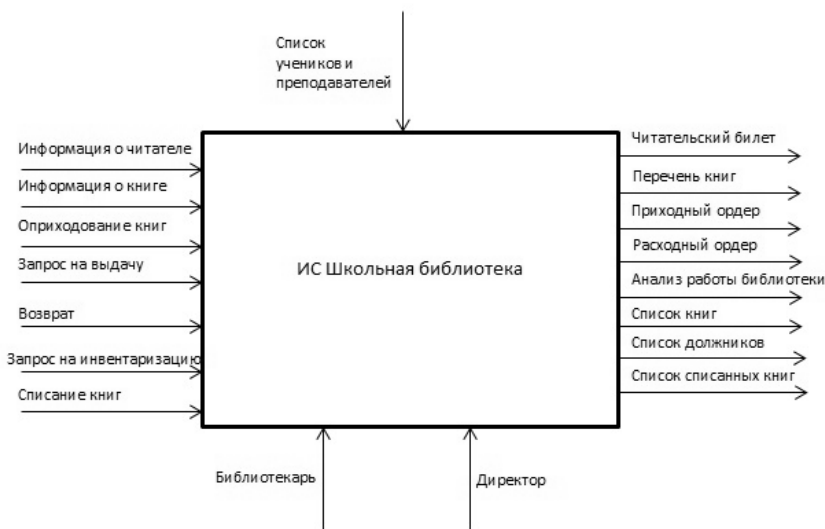 Список
учеников и
преподавателей
Информация о читателе
Информация о книге
Оприходование книг
Запрос на выдачу
Возврат
Запрос на инвентаризацию
Списание книг
ИС Школьная библиотека
Читательский билет
Перечень книг
Приходный ордер
Расходный ордер
Анализ работы библиотеки
Список книг
Список должников
Список списанных книг
Библиотекарь
Директор